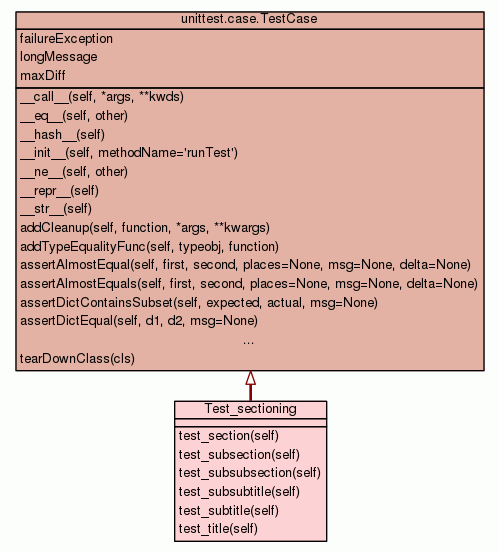 unittest.case.TestCase
failureException
longMessage
maxDiff
__call__(self, *args, **kwds)
__eq__(self, other)
__hash__(self)
__init__(self, methodName='runTest')
__ne__(self, other)
__repr__(self)
__str__(self)
addCleanup(self, function, *args, **kwargs)
addTypeEqualityFunc(self, typeobj, function)
assertAlmostEqual(self, first, second, places=None, msg=None, delta=None)
assertAlmostEquals(self, first, second, places=None, msg=None, delta=None)
assertDictContainsSubset(self, expected, actual, msg=None)
assertDictEqual(self, d1, d2, msg=None)
...
tearDownClass(cls)
Test_sectioning
test_section(self)
test_subsection(self)
test_subsubsection(self)
test_subsubtitle(self)
test_subtitle(self)
test_title(self)